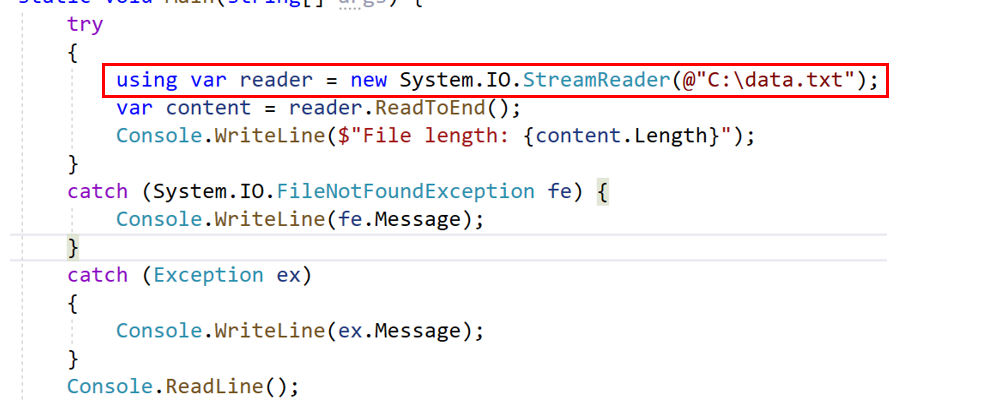 static void Main(string[] args) {
try
{
using var reader = new System.IO.StreamReader(@"C:\data.txt");
var content = reader.ReadToEnd();
Console.WriteLine($"File length: {content.Length}");
}
catch (System.IO.FileNotFoundException fe) {
Console.WriteLine(fe.Message);
}
catch (Exception ex)
{
Console.WriteLine(ex.Message);
}
Console.ReadLine();